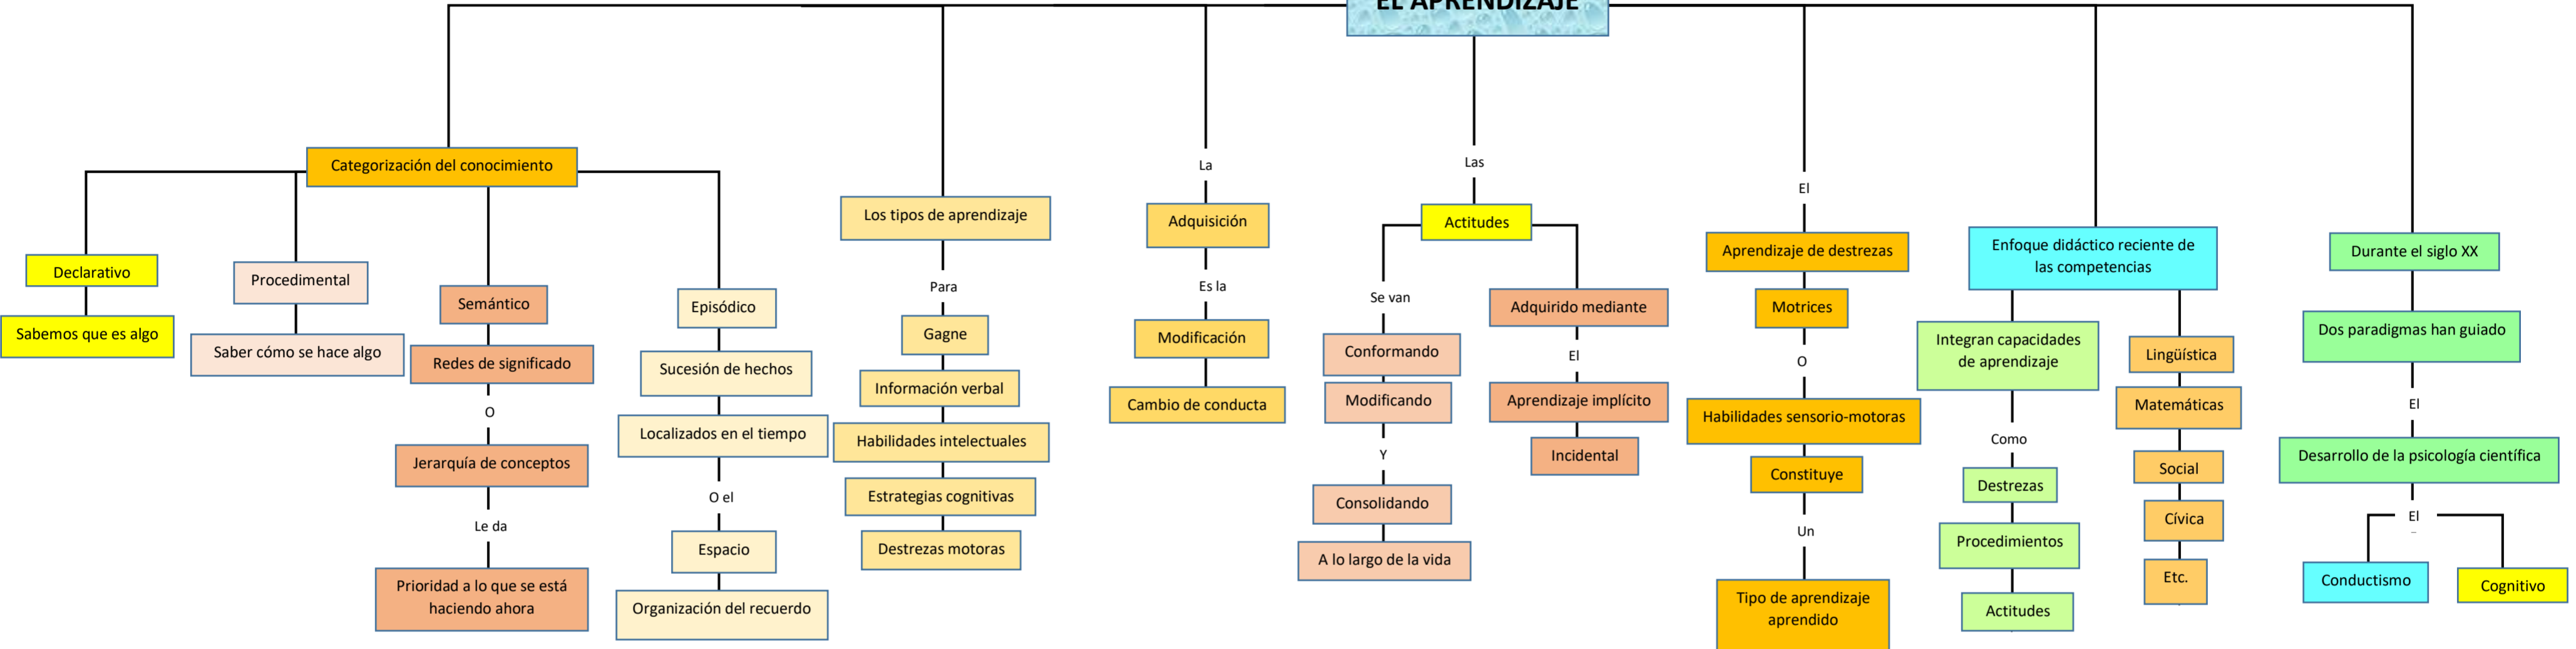 EL APRENDIZAJE
Categorización del conocimiento
Declarativo
Sabemos que es algo
Procedimental
Saber cómo se hace algo
Semántico
Redes de significado
O
Jerarquía de conceptos
Le da
Prioridad a lo que se está
haciendo ahora
Episódico
Sucesión de hechos
Localizados en el tiempo
O el
Espacio
Organización del recuerdo
Los tipos de aprendizaje
Para
Gagne
Información verbal
Habilidades intelectuales
Estrategias cognitivas
Destrezas motoras
La
Adquisición
Es la
Modificación
Cambio de conducta
Las
Actitudes
Se van
Conformando
Modificando
Y
Consolidando
A lo largo de la vida
Adquirido mediante
El
Aprendizaje implícito
Incidental
El
Aprendizaje de destrezas
Motrices
O
Habilidades sensorio-motoras
Constituye
Un
Tipo de aprendizaje
aprendido
Enfoque didáctico reciente de
las competencias
Integran capacidades
de aprendizaje
Como
Destrezas
Procedimientos
Actitudes
Lingüística
Matemáticas
Social
Cívica
Etc.
Durante el siglo XX
Dos paradigmas han guiado
El
Desarrollo de la psicología científica
El
Conductismo
Cognitivo